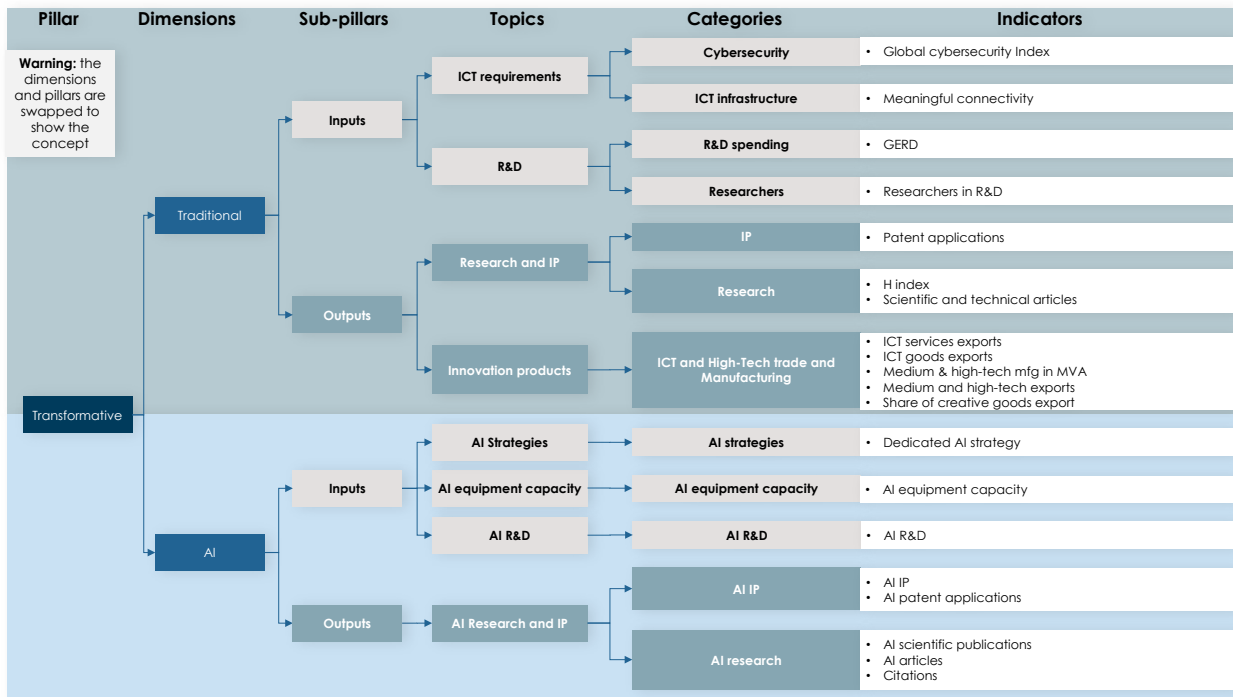 Pillar
Dimensions
Sub-pillars
Topics
Categories
Indicators
Warning: the
dimensions
and pillars are
swapped to
show the
concept
Transformative
Traditional
Inputs
ICT requirements
Cybersecurity
• Global cybersecurity Index
ICT infrastructure
• Meaningful connectivity
R&D
R&D spending
• GERD
Researchers
• Researchers in R&D
Outputs
Research and IP
IP
• Patent applications
Research
• H index
• Scientific and technical articles
Innovation products
ICT and High-Tech trade and
Manufacturing
• ICT services exports
• ICT goods exports
• Medium & high-tech mfg in MVA
• Medium and high-tech exports
• Share of creative goods export
AI
Inputs
AI Strategies
AI strategies
• Dedicated AI strategy
AI equipment capacity
AI equipment capacity
• AI equipment capacity
AI R&D
AI R&D
• AI R&D
Outputs
AI Research and IP
AI IP
• AI IP
• AI patent applications
AI research
• AI scientific publications
• AI articles
• Citations